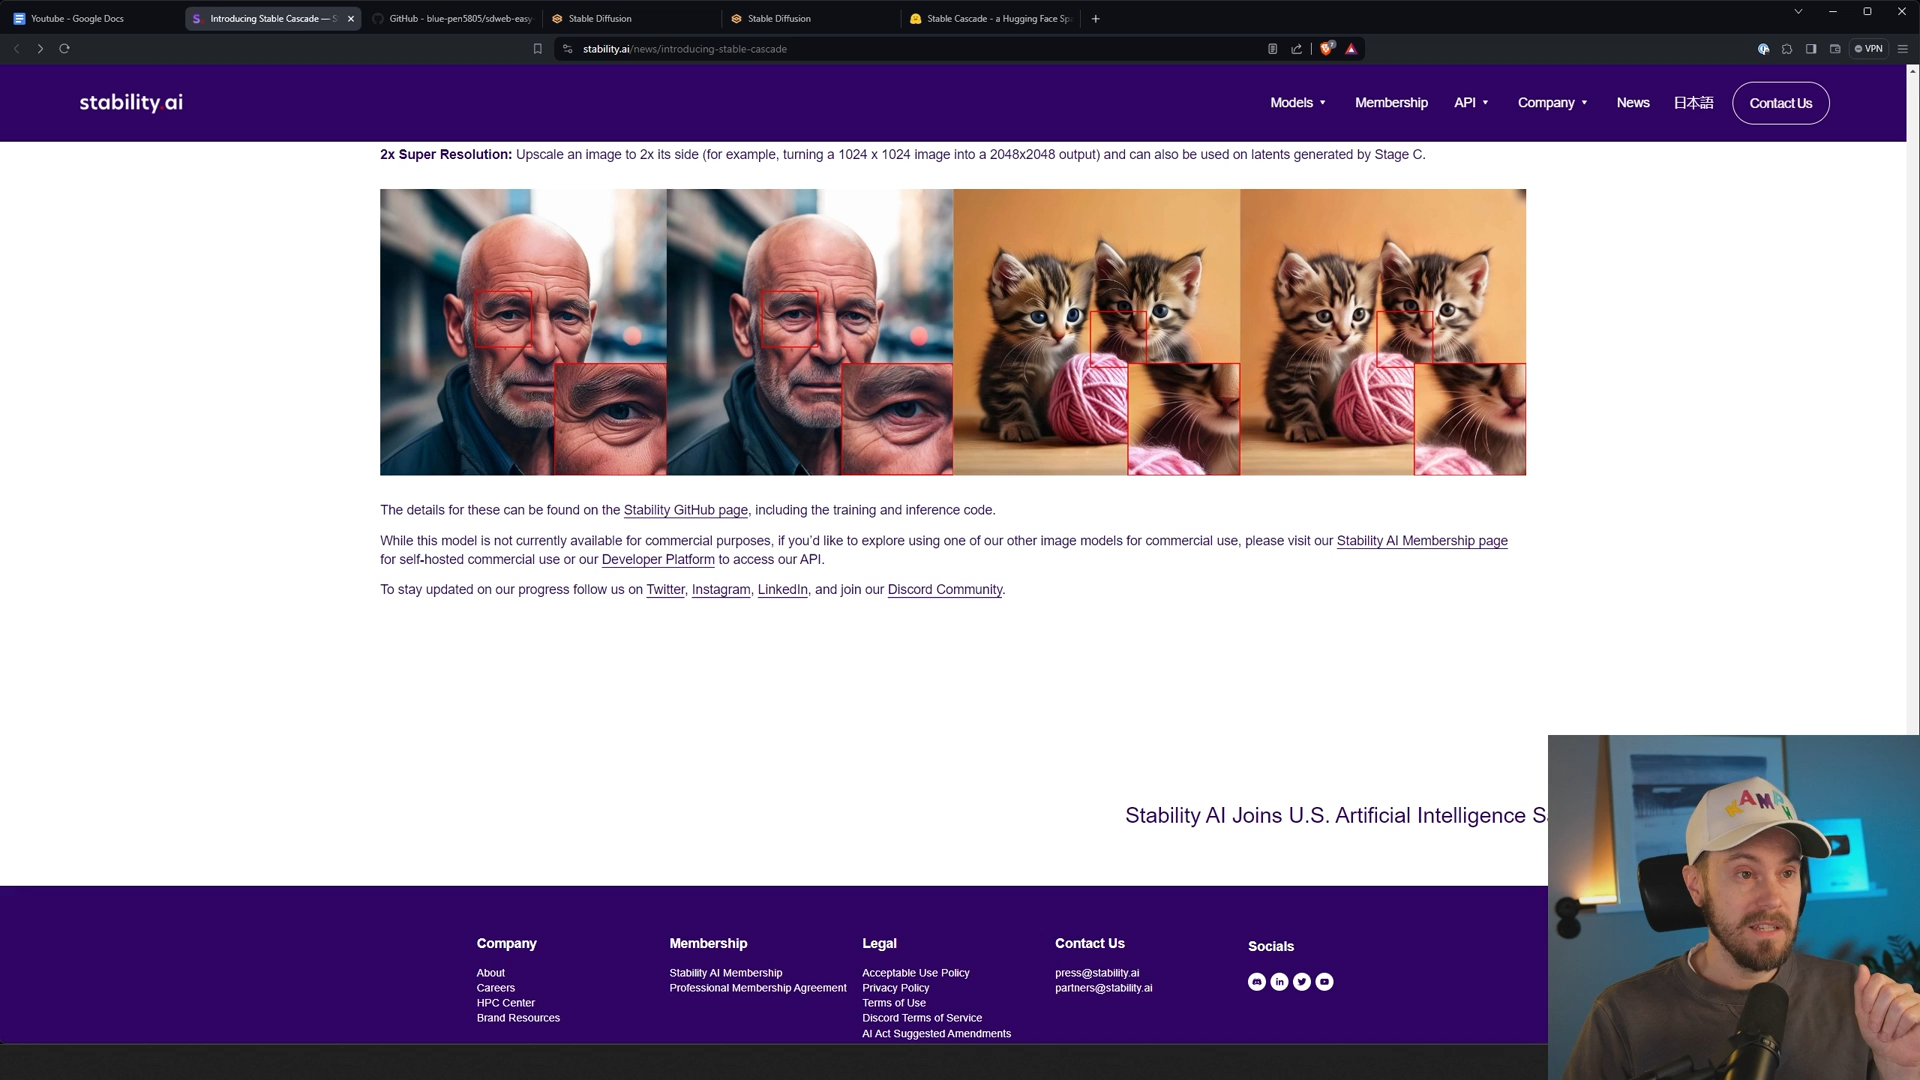 Youtube - Google Docs
Introducing Stable Cascade — S
GitHub - blue-pen5805/sdweb-easy-
Stable Diffusion
Stable Diffusion
Stable Cascade - a Hugging Face Spa
stability.ai/news/introducing-stable-cascade
7
VPN
stability.ai
Models
Membership
API
Company
News
日本語
Contact Us
2x Super Resolution: Upscale an image to 2x its side (for example, turning a 1024 x 1024 image into a 2048x2048 output) and can also be used on latents generated by Stage C.
The details for these can be found on the Stability GitHub page, including the training and inference code.
While this model is not currently available for commercial purposes, if you’d like to explore using one of our other image models for commercial use, please visit our Stability AI Membership page
for self-hosted commercial use or our Developer Platform to access our API.
To stay updated on our progress follow us on Twitter, Instagram, LinkedIn, and join our Discord Community.
Stability AI Joins U.S. Artificial Intelligence S
Company
About
Careers
HPC Center
Brand Resources
Membership
Stability AI Membership
Professional Membership Agreement
Legal
Acceptable Use Policy
Privacy Policy
Terms of Use
Discord Terms of Service
AI Act Suggested Amendments
Contact Us
press@stability.ai
partners@stability.ai
Socials